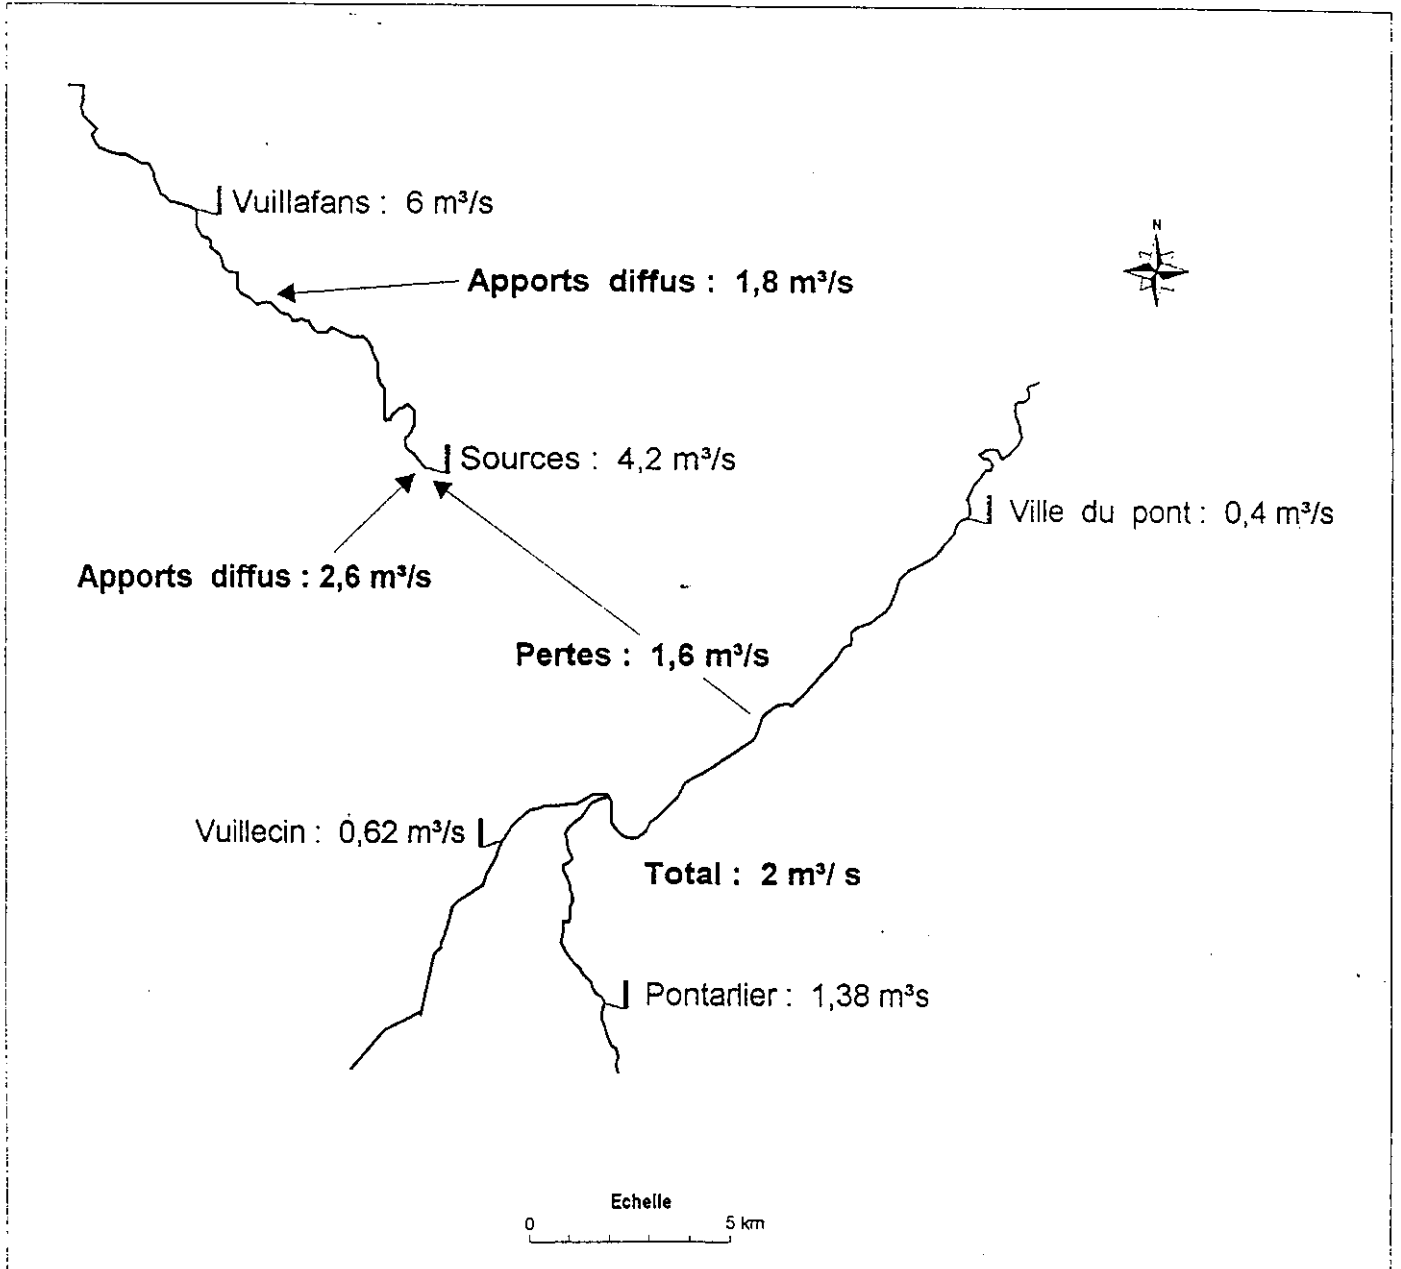 Vuillafans : 6 m³/s
N
Apports diffus : 1,8 m³/s
Sources : 4,2 m³/s
Ville du pont : 0,4 m³/s
Apports diffus : 2,6 m³/s
Pertes : 1,6 m³/s
Vuillecin : 0,62 m³/s
Total : 2 m³/ s
Pontarlier : 1,38 m³s
Echelle
0 5 km